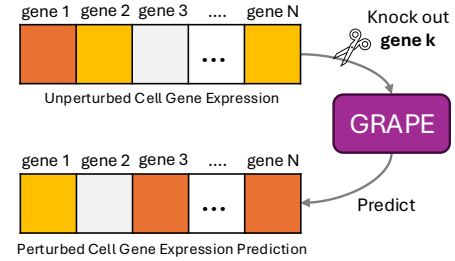 gene 1 gene 2 gene 3 .... gene N
Knock out
gene k
...
Unperturbed Cell Gene Expression
GRAPE
gene 1 gene 2 gene 3 .... gene N
...
Predict
Perturbed Cell Gene Expression Prediction